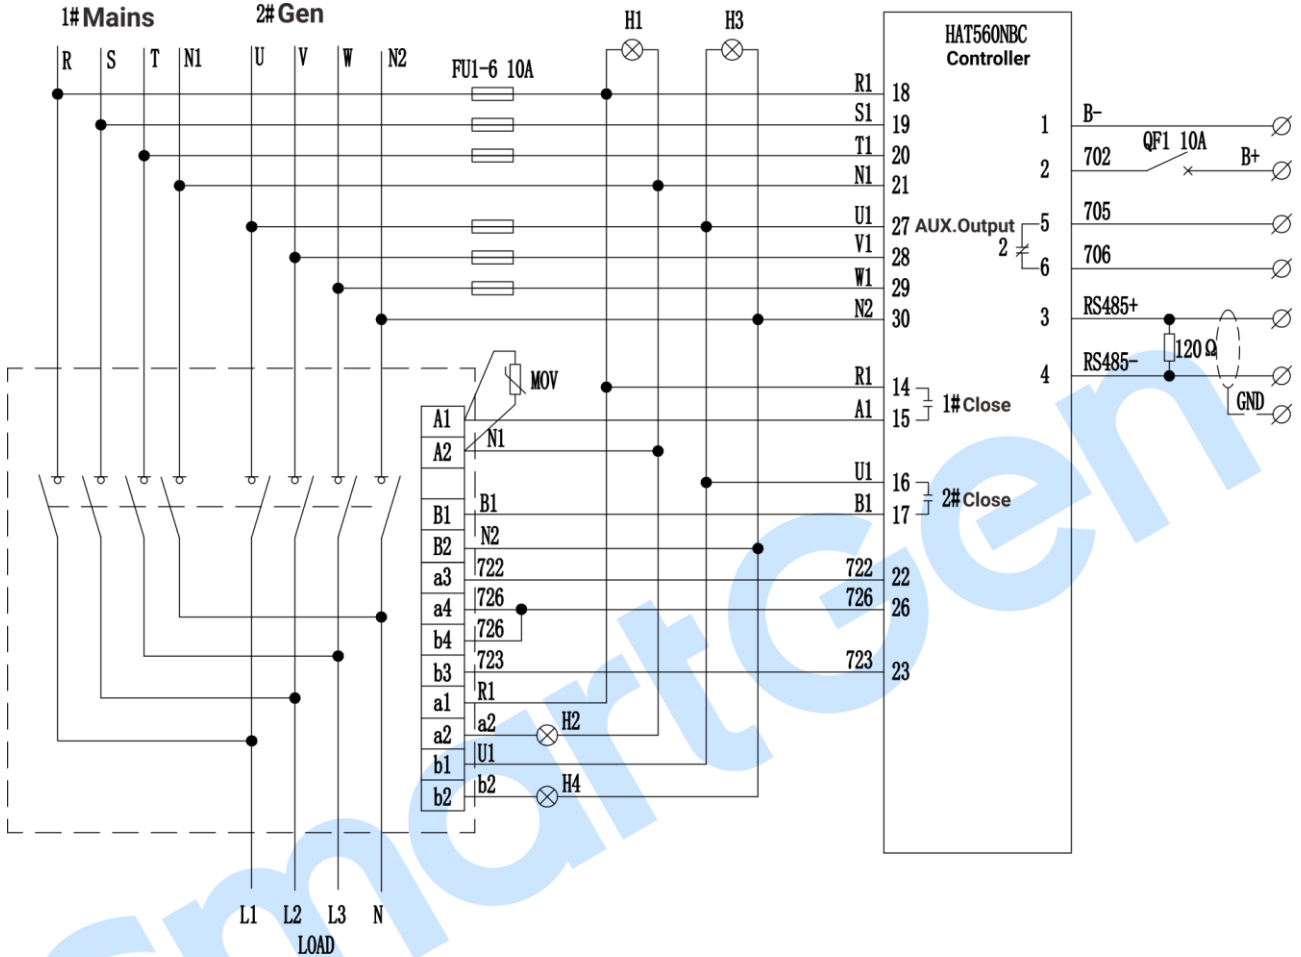 1# Mains
2# Gen
R S T N1 U V W N2
FU1-6 10A
H1
H3
HAT560NBC
Controller
R1 18
S1 19
T1 20
N1 21
U1 27
V1 28
W1 29
N2 30
1 B-
2 702 QF1 10A B+
AUX.Output
2
5 705
6 706
3 RS485+
120Ω
4 RS485-
GND
MOV
R1 14
A1 15
1# Close
U1 16
B1 17
2# Close
A1
A2 N1
B1 B1
B2 N2
a3 722 722 22
a4 726 726 26
b4 726
b3 723 723 23
a1 R1
a2 a2 H2
b1 U1
b2 b2 H4
L1 L2 L3 N
LOAD
SmartGen